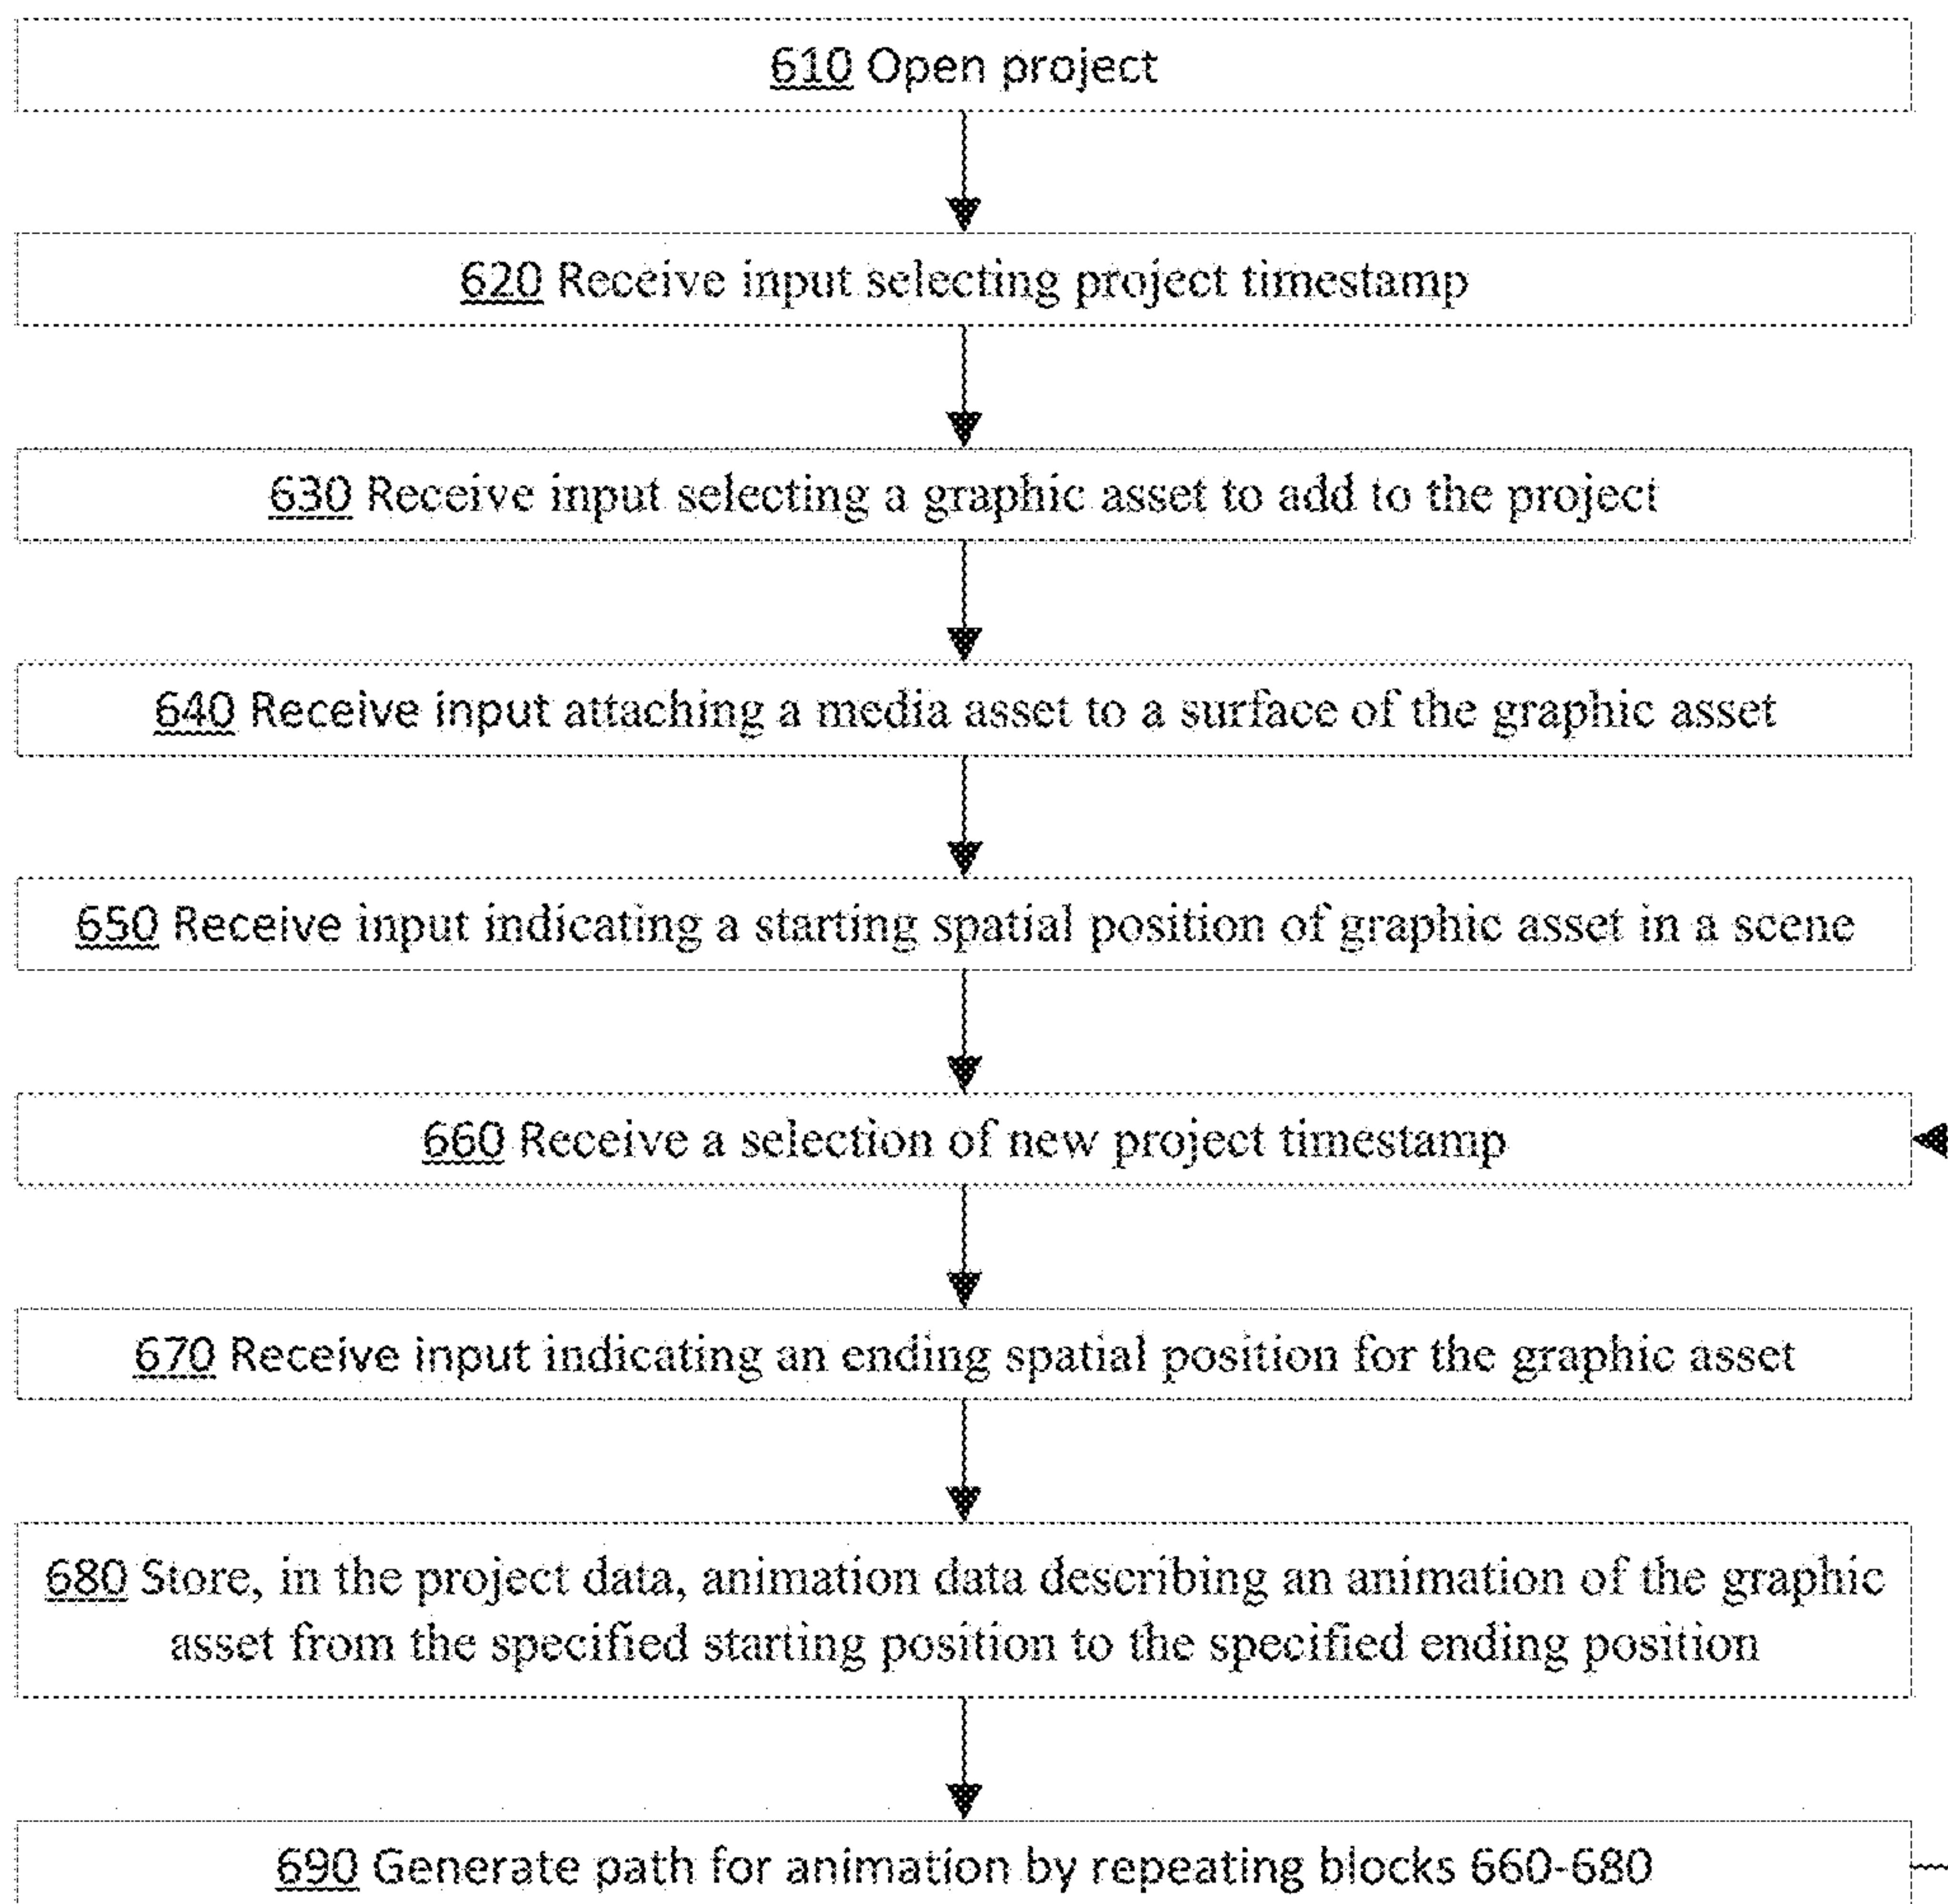 610 Open project
620 Receive input selecting project timestamp
630 Receive input selecting a graphic asset to add to the project
640 Receive input attaching a media asset to a surface of the graphic asset
650 Receive input indicating a starting spatial position of graphic asset in a scene
660 Receive a selection of new project timestamp
670 Receive input indicating an ending spatial position for the graphic asset
680 Store, in the project data, animation data describing an animation of the graphic
asset from the specified starting position to the specified ending position
690 Generate path for animation by repeating blocks 660-680